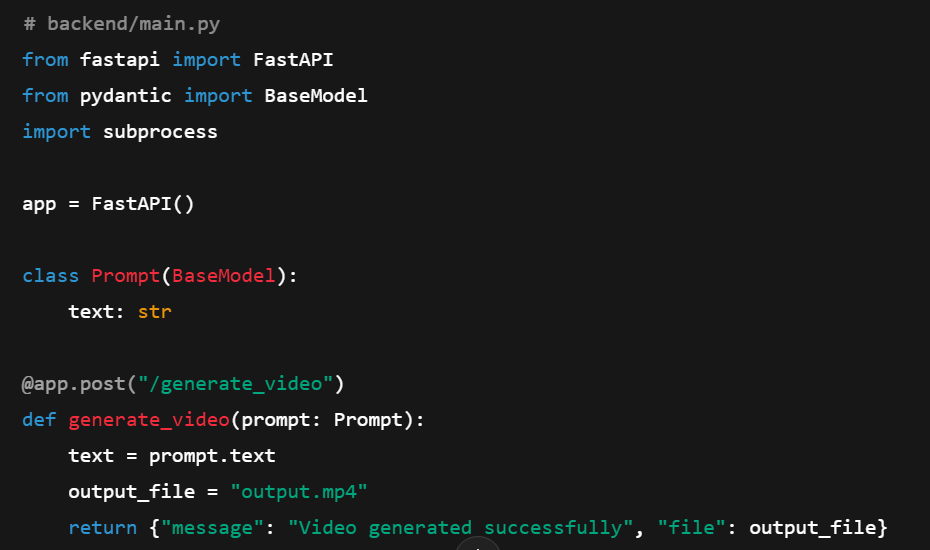 # backend/main.py
from fastapi import FastAPI
from pydantic import BaseModel
import subprocess
app = FastAPI()
class Prompt(BaseModel):
    text: str
@app.post("/generate_video")
def generate_video(prompt: Prompt):
    text = prompt.text
    output_file = "output.mp4"
    return {"message": "Video generated successfully", "file": output_file}